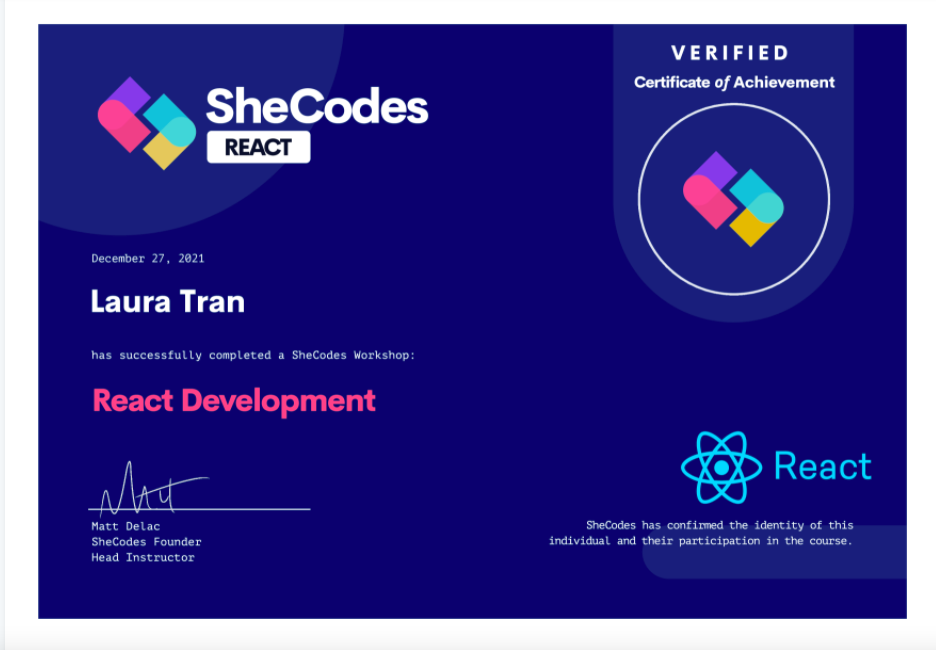 SheCodes
REACT
VERIFIED
Certificate of Achievement
December 27, 2021
Laura Tran
has successfully completed a SheCodes Workshop:
React Development
Matt Delac
SheCodes Founder
Head Instructor
React
SheCodes has confirmed the identity of this
individual and their participation in the course.